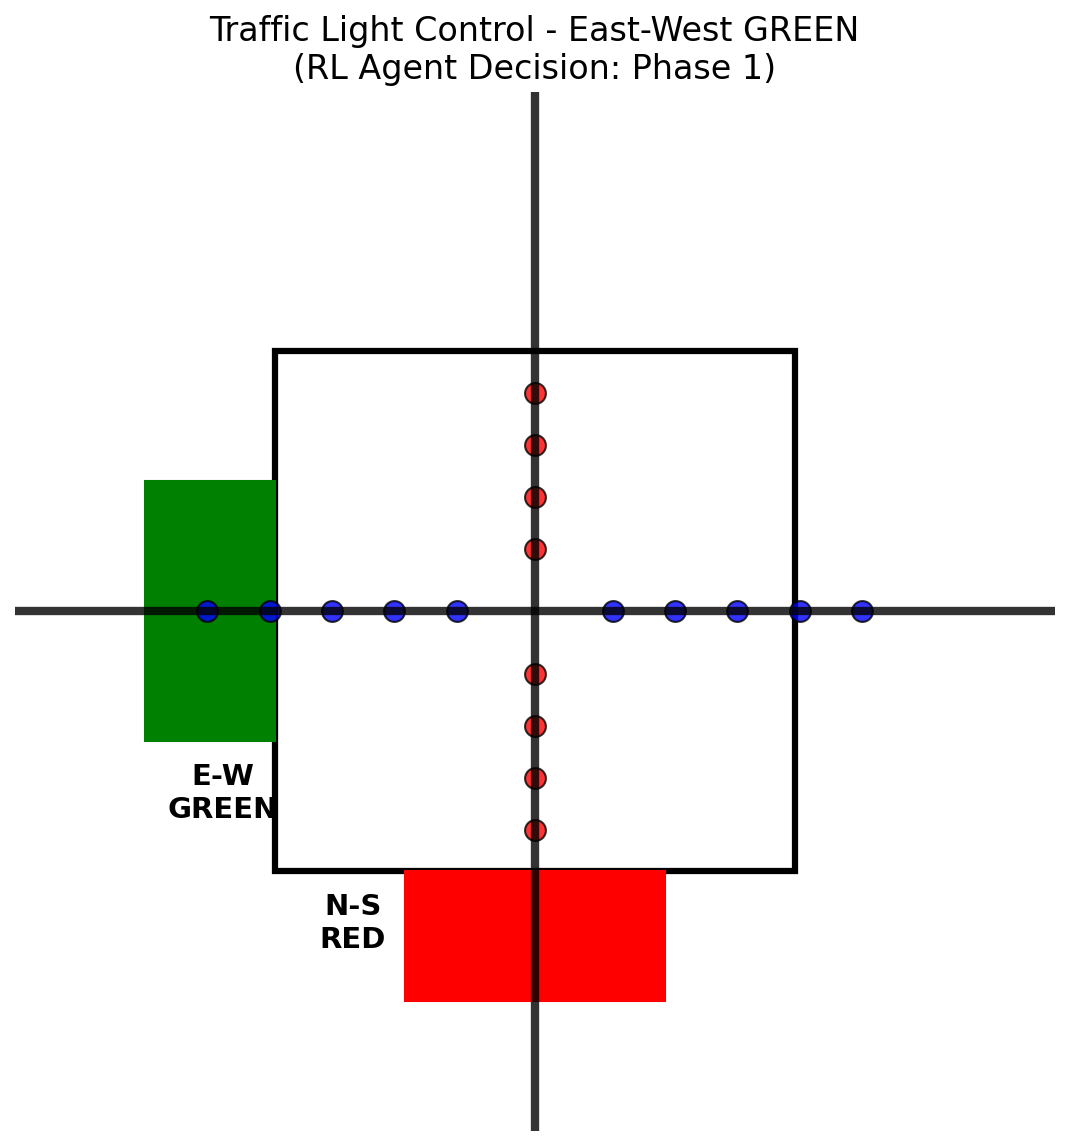 Traffic Light Control - East-West GREEN
(RL Agent Decision: Phase 1)
E-W
GREEN
N-S
RED